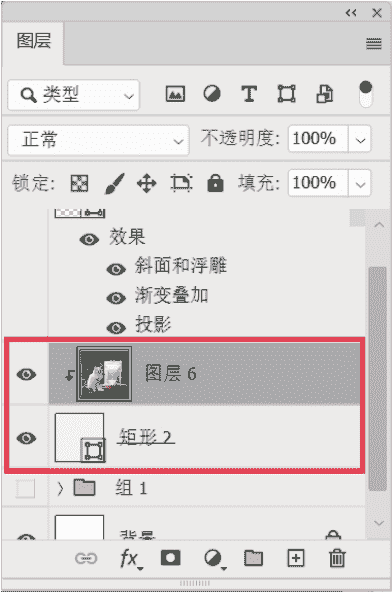 图层
类型
正常 不透明度: 100%
锁定: 填充: 100%
效果
斜面和浮雕
渐变叠加
投影
图层 6
矩形 2
组 1
背景
fx